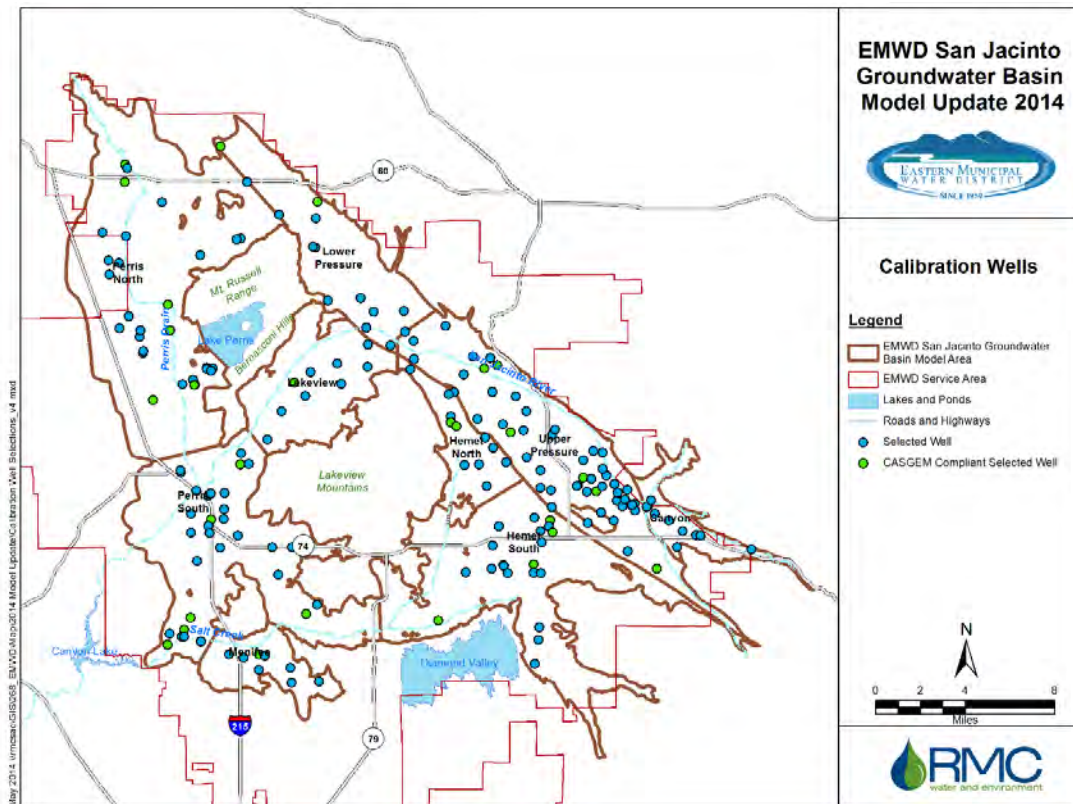 EMWD San Jacinto
Groundwater Basin
Model Update 2014
EASTERN MUNICIPAL
WATER DISTRICT
SINCE 1950
Calibration Wells
Legend
EMWD San Jacinto Groundwater
Basin Model Area
EMWD Service Area
Lakes and Ponds
Roads and Highways
Selected Well
CASGEM Compliant Selected Well
N
0 2 4 8
Miles
RMC
water and environment
60
Lower
Pressure
Perris
North
Mt. Russell
Range
Perris Drain
Lake Perris
Bernasconi Hills
San Jacinto River
Lakeview
Hemet
North
Upper
Pressure
Lakeview
Mountains
Perris
South
Canyon
Hemet
South
74
Salt Creek
Canyon Lake
Menifee
Diamond Valley
215
79